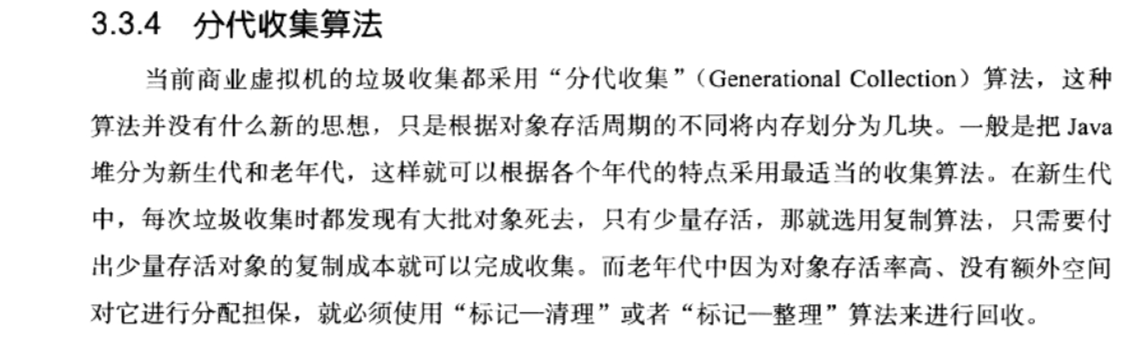 3.3.4 分代收集算法
当前商业虚拟机的垃圾收集都采用“分代收集”（Generational Collection）算法，这种
算法并没有什么新的思想，只是根据对象存活周期的不同将内存划分为几块。一般是把 Java
堆分为新生代和老年代，这样就可以根据各个年代的特点采用最适当的收集算法。在新生代
中，每次垃圾收集时都发现有大批对象死去，只有少量存活，那就选用复制算法，只需要付
出少量存活对象的复制成本就可以完成收集。而老年代中因为对象存活率高、没有额外空间
对它进行分配担保，就必须使用“标记—清理”或者“标记—整理”算法来进行回收。